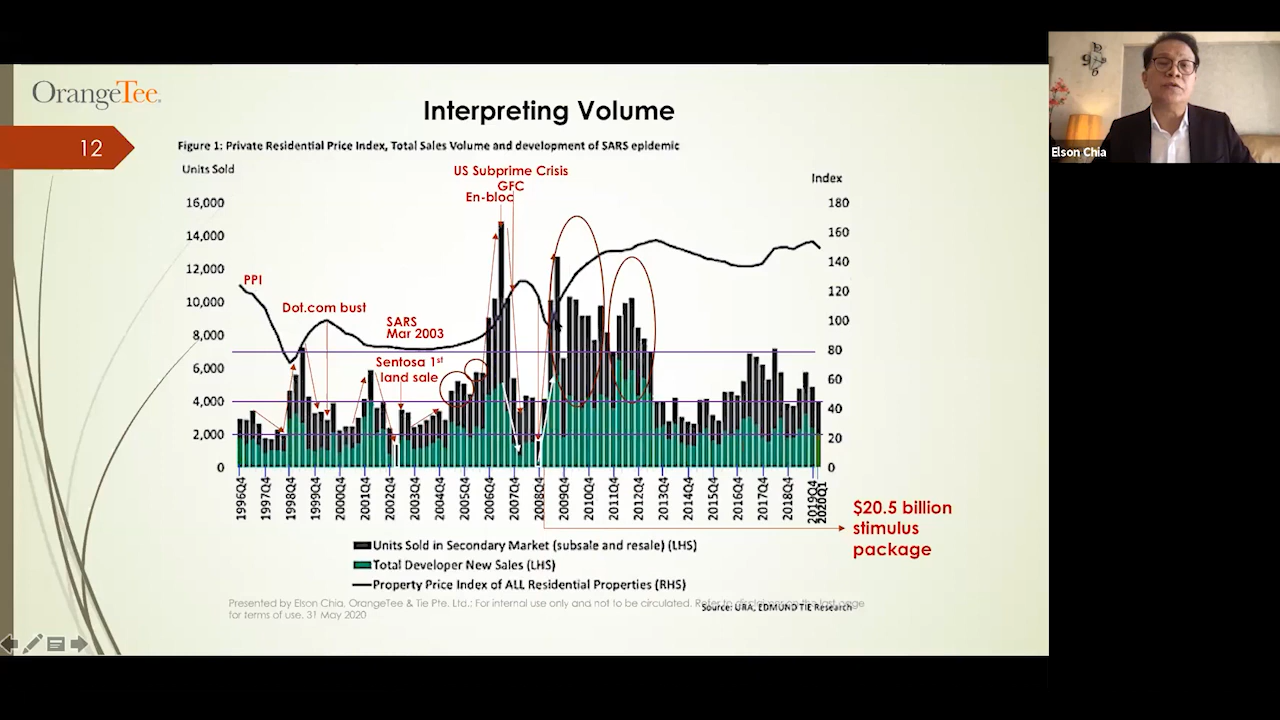 OrangeTee
Interpreting Volume
12
Figure 1: Private Residential Price Index, Total Sales Volume and development of SARS epidemic
Units Sold
Index
US Subprime Crisis
GFC
En-bloc
PPI
Dot.com bust
SARS
Mar 2003
Sentosa 1st
land sale
16,000
14,000
12,000
10,000
8,000
6,000
4,000
2,000
0
180
160
140
120
100
80
60
40
20
0
1996Q4
1997Q4
1998Q4
1999Q4
2000Q4
2001Q4
2002Q4
2003Q4
2004Q4
2005Q4
2006Q4
2007Q4
2008Q4
2009Q4
2010Q4
2011Q4
2012Q4
2013Q4
2014Q4
2015Q4
2016Q4
2017Q4
2018Q4
2019Q4
2020Q1
$20.5 billion
stimulus
package
Units Sold in Secondary Market (subsale and resale) (LHS)
Total Developer New Sales (LHS)
Property Price Index of ALL Residential Properties (RHS)
Presented by Elson Chia, OrangeTee & Tie Pte. Ltd.; For internal use only and not to be circulated. Refer to disclaimer on the last page
for terms of use. 31 May 2020
Source: URA, EDMUND TIE Research
Elson Chia